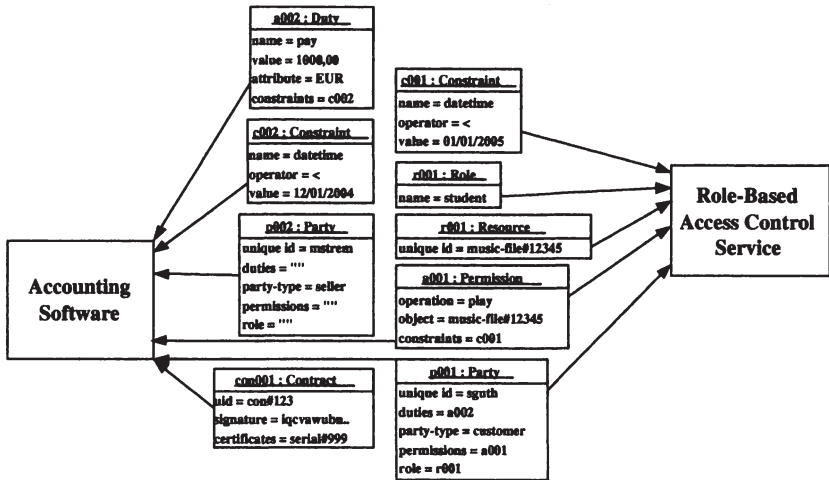 a002 : Duty
name = pay
value = 1000,00
attribute = EUR
constraints = c002
c002 : Constraint
name = datetime
operator = <
value = 12/01/2004
p002 : Party
unique id = mstrem
duties = ""
party-type = seller
permissions = ""
role = ""
con001 : Contract
uid = con#123
signature = iqcvawubn..
certificates = serial#999
Accounting
Software
c001 : Constraint
name = datetime
operator = <
value = 01/01/2005
r001 : Role
name = student
r001 : Resource
unique id = music-file#12345
a001 : Permission
operation = play
object = music-file#12345
constraints = c001
p001 : Party
unique id = sguth
duties = a002
party-type = customer
permissions = a001
role = r001
Role-Based
Access Control
Service